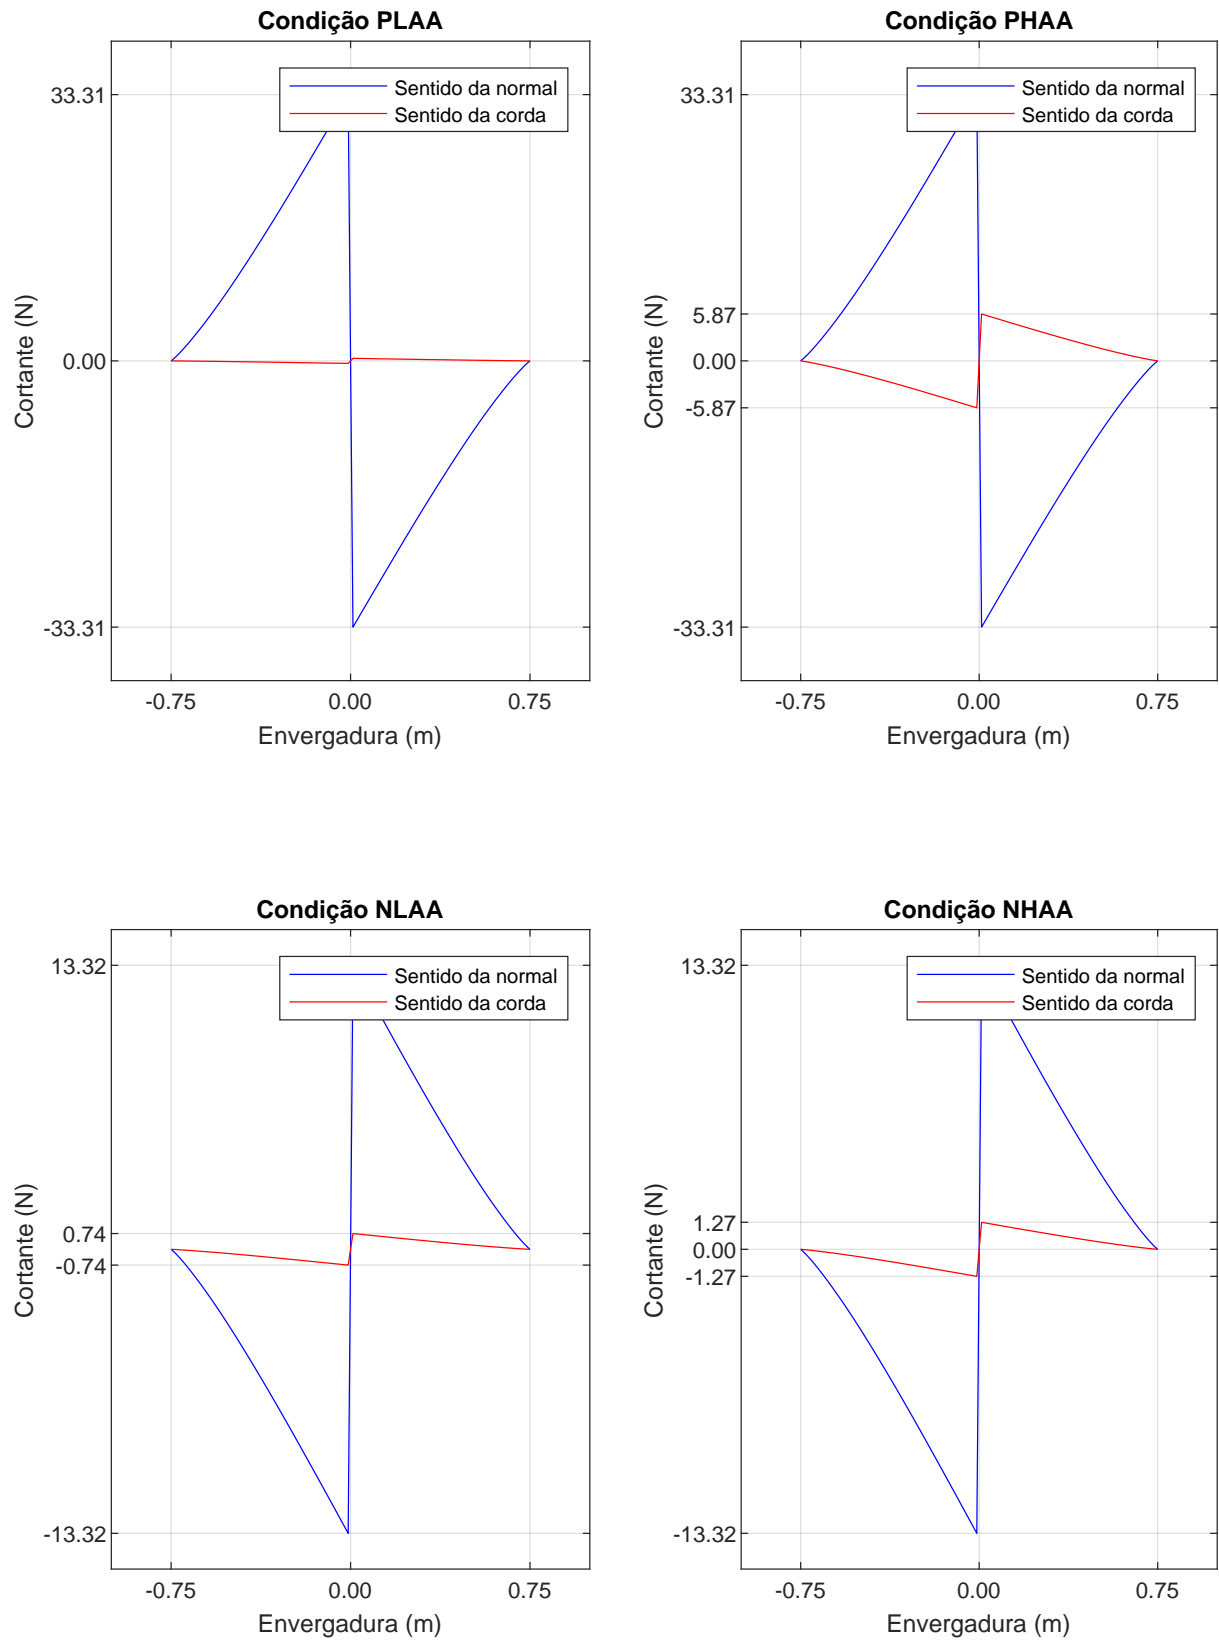 Condição PLAA
Sentido da normal
Sentido da corda
33.31
0.00
-33.31
Cortante (N)
-0.75 0.00 0.75
Envergadura (m)
Condição PHAA
Sentido da normal
Sentido da corda
33.31
5.87
0.00
-5.87
-33.31
Cortante (N)
-0.75 0.00 0.75
Envergadura (m)
Condição NLAA
Sentido da normal
Sentido da corda
13.32
0.74
-0.74
-13.32
Cortante (N)
-0.75 0.00 0.75
Envergadura (m)
Condição NHAA
Sentido da normal
Sentido da corda
13.32
1.27
0.00
-1.27
-13.32
Cortante (N)
-0.75 0.00 0.75
Envergadura (m)